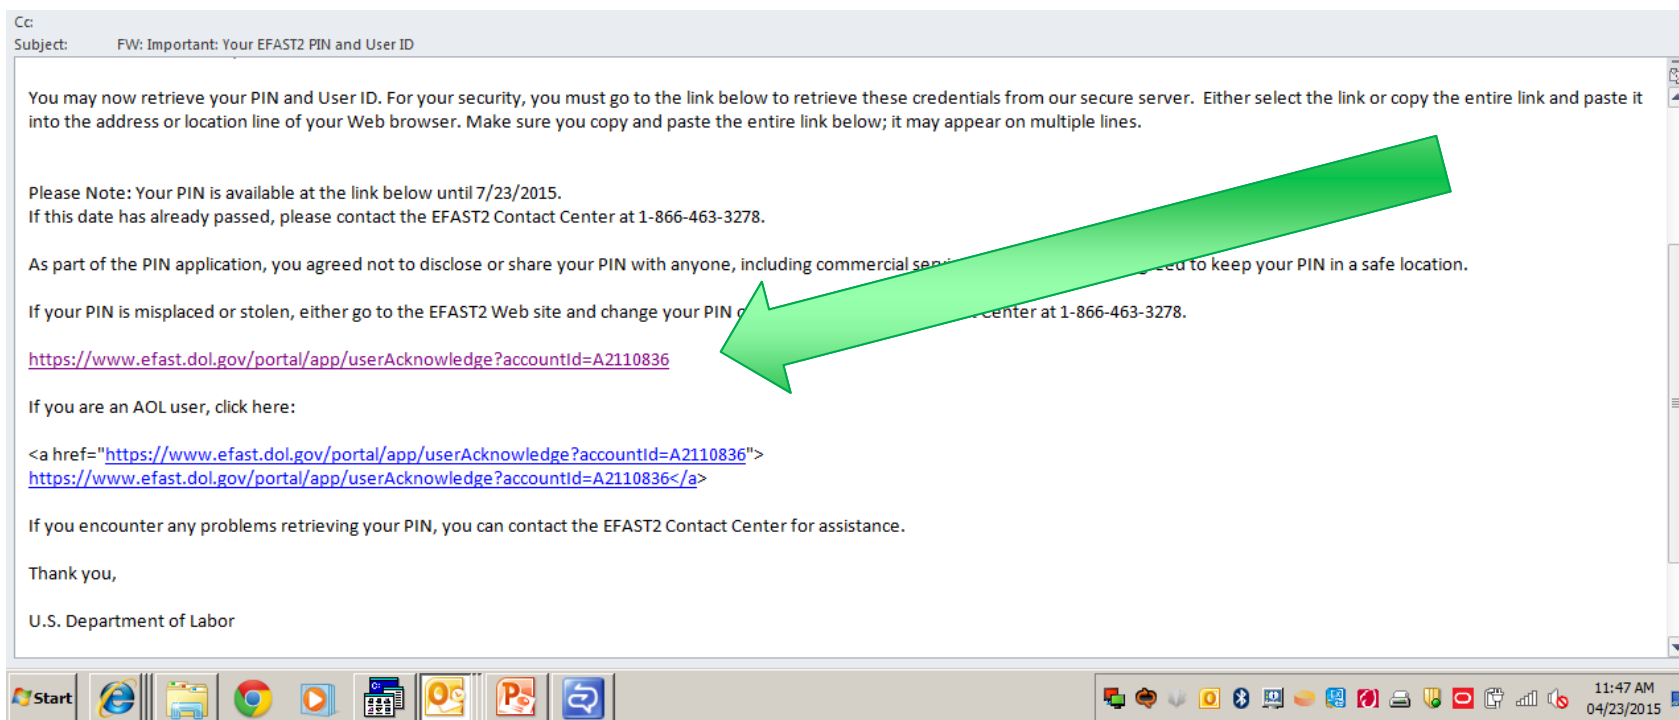 Cc:
Subject: FW: Important: Your EFAST2 PIN and User ID
You may now retrieve your PIN and User ID. For your security, you must go to the link below to retrieve these credentials from our secure server. Either select the link or copy the entire link and paste it
into the address or location line of your Web browser. Make sure you copy and paste the entire link below; it may appear on multiple lines.
Please Note: Your PIN is available at the link below until 7/23/2015.
If this date has already passed, please contact the EFAST2 Contact Center at 1-866-463-3278.
As part of the PIN application, you agreed not to disclose or share your PIN with anyone, including commercial to keep your PIN in a safe location.
If your PIN is misplaced or stolen, either go to the EFAST2 Web site and change your PIN Center at 1-866-463-3278.
https://www.efast.dol.gov/portal/app/userAcknowledge?accountId=A2110836
If you are an AOL user, click here:
<a href="https://www.efast.dol.gov/portal/app/userAcknowledge?accountId=A2110836">
https://www.efast.dol.gov/portal/app/userAcknowledge?accountId=A2110836</a>
If you encounter any problems retrieving your PIN, you can contact the EFAST2 Contact Center for assistance.
Thank you,
U.S. Department of Labor
Start
11:47 AM
04/23/2015